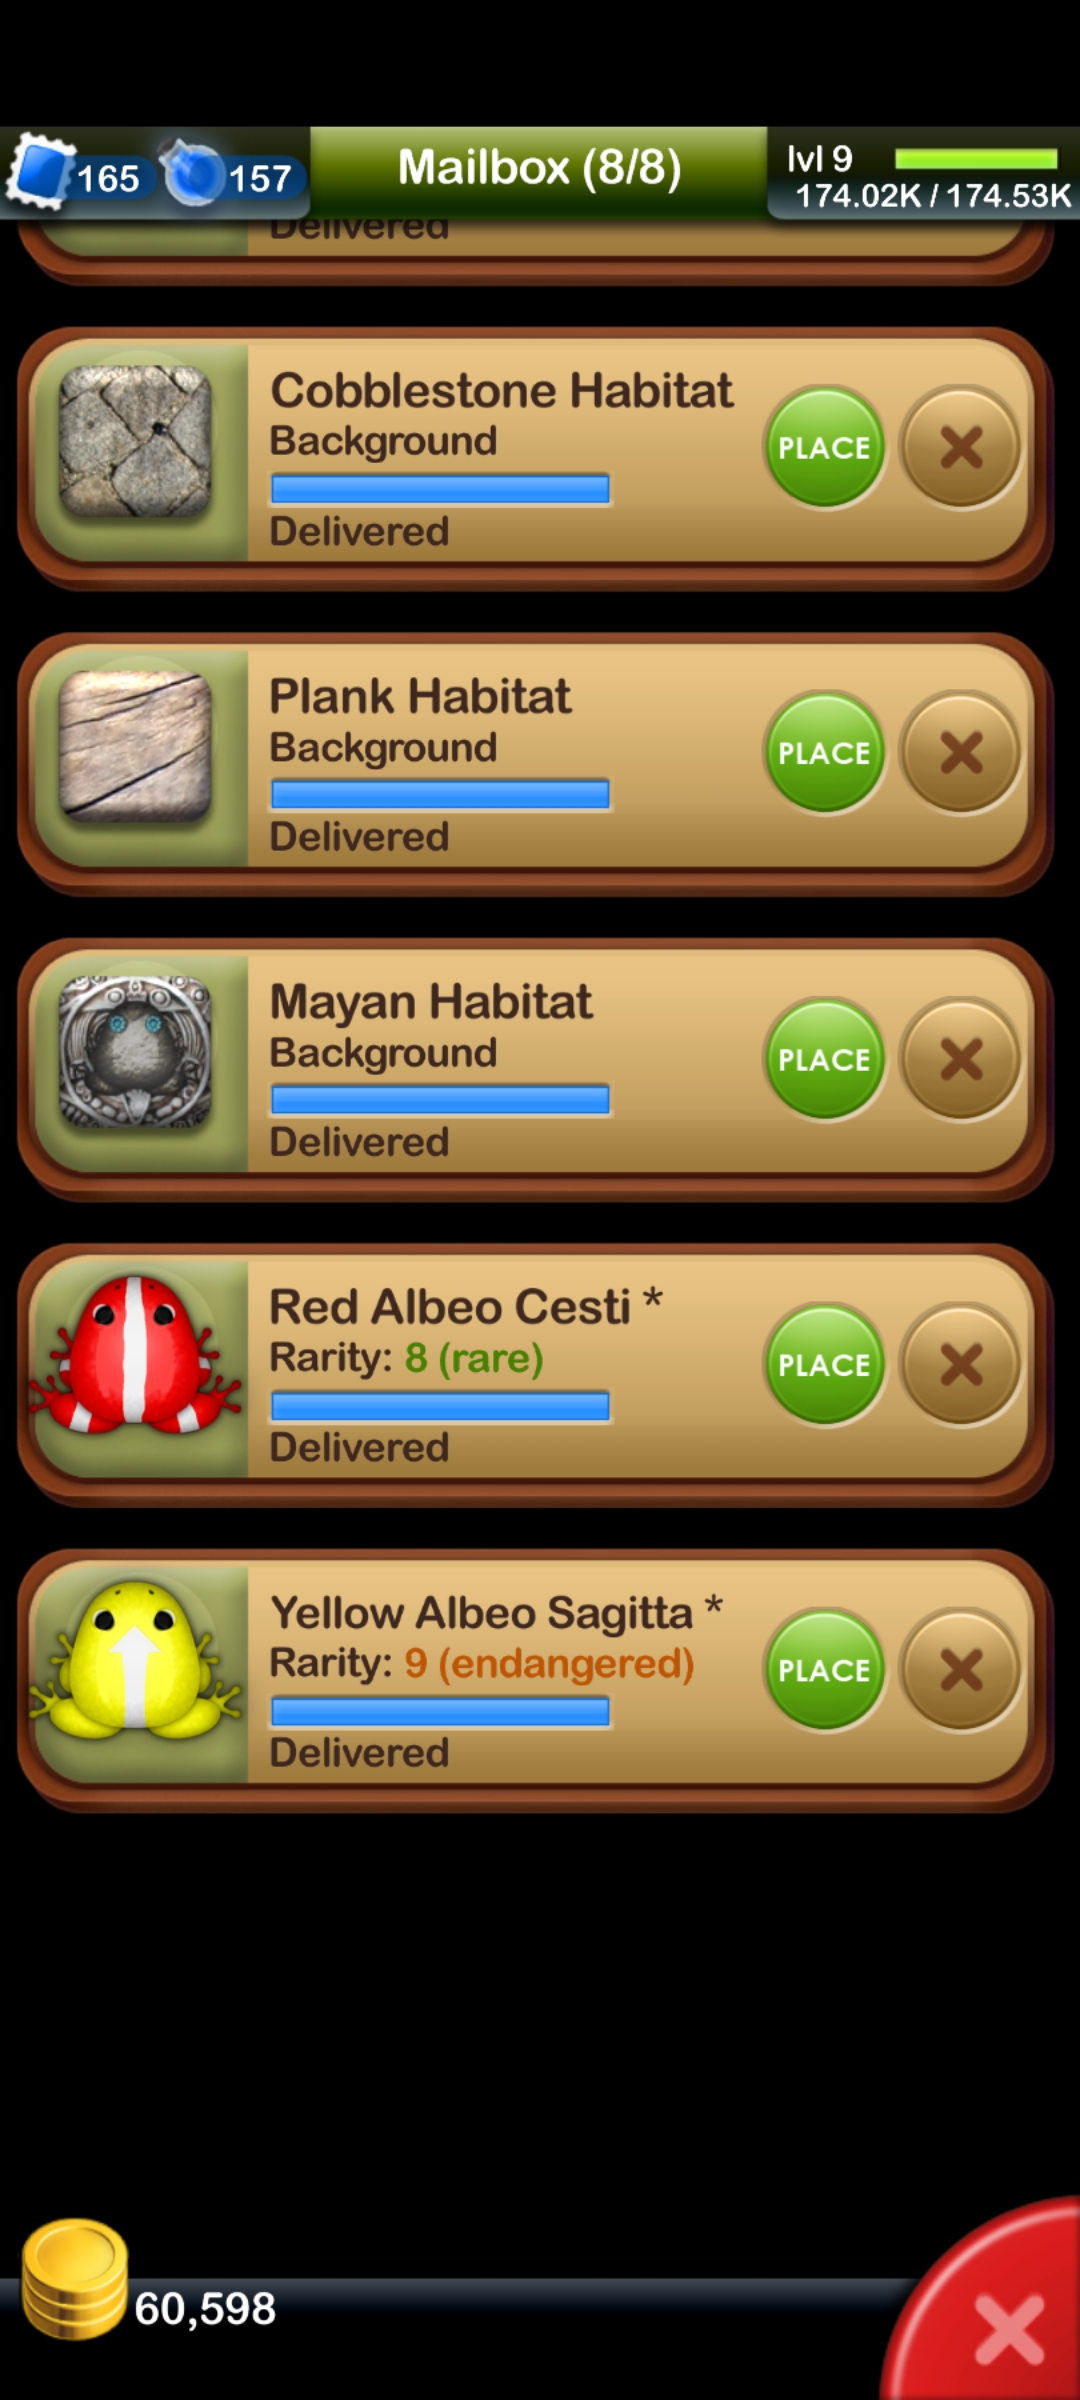 165
157
Mailbox (8/8)
lvl 9
174.02K / 174.53K
Delivered
Cobblestone Habitat
Background
Delivered
PLACE
Plank Habitat
Background
Delivered
PLACE
Mayan Habitat
Background
Delivered
PLACE
Red Albeo Cesti *
Rarity: 8 (rare)
Delivered
PLACE
Yellow Albeo Sagitta *
Rarity: 9 (endangered)
Delivered
PLACE
60,598